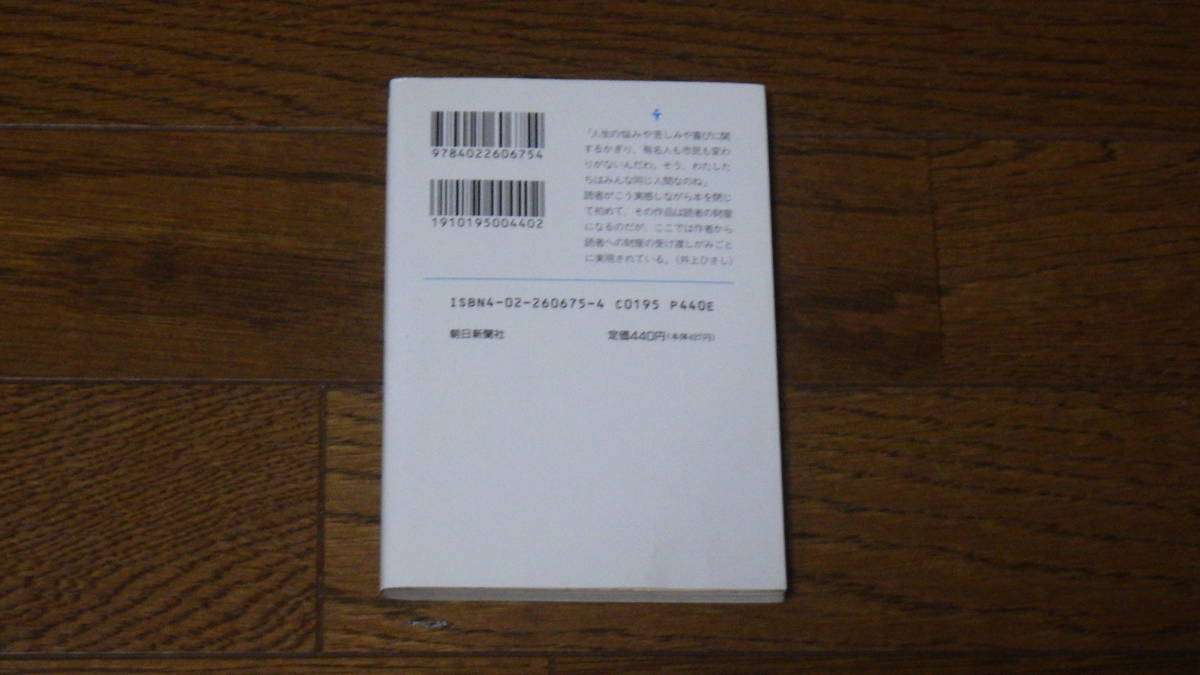 9784022606754
1910195004402
「人生の悩みや苦しみや喜びに関
するかぎり、有名人も市民も変わ
りがないんだわ。そう、わたした
ちはみんな同じ人間なのね」
読者がこう実感しながら本を閉じ
て初めて、その作品は読者の財産
になるのだが、ここでは作者から
読者への財産の受け渡しがみごと
に実現されている。(井上ひさし)
ISBN4-02-260675-4 C0195 P440E
朝日新聞社
定価440円(本体427円)